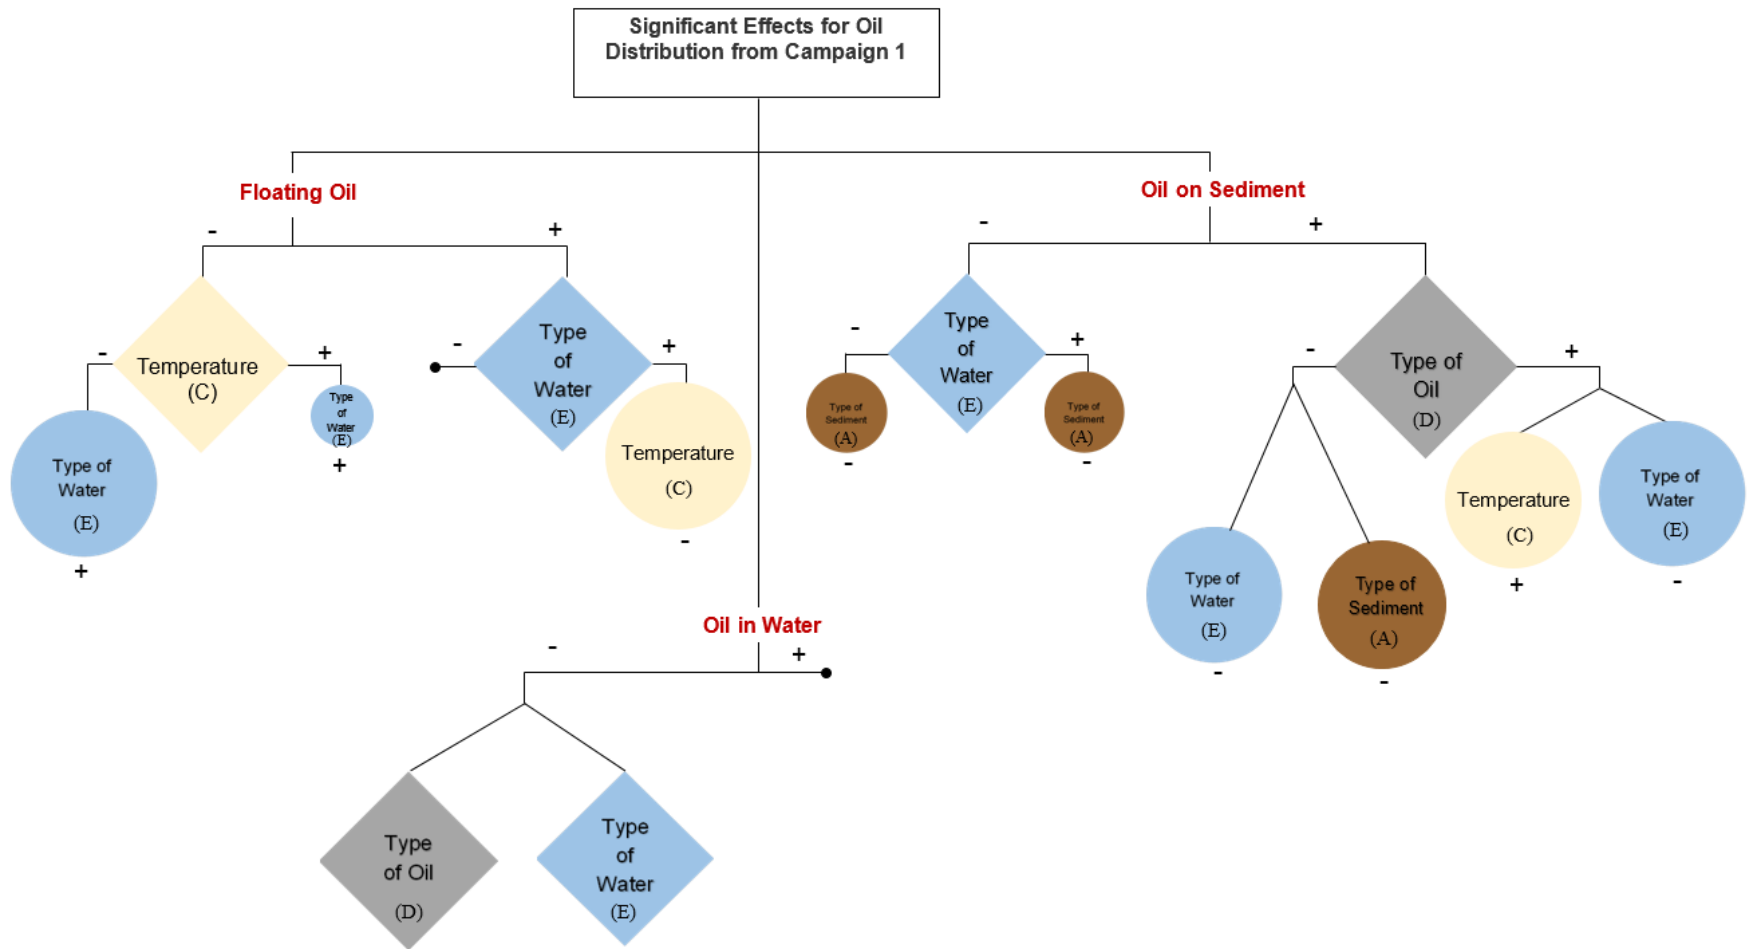 Significant Effects for Oil
Distribution from Campaign 1
Floating Oil
Oil on Sediment
-
+
-
+
-
Temperature
(C)
+
-
Type
of
Water
(E)
+
-
Type
of
Water
(E)
+
-
Type of
Oil
(D)
+
Type of
Water
(E)
+
Type
of
Water
(E)
+
Temperature
(C)
-
Type of
Sediment
(A)
-
Type of
Sediment
(A)
-
Type of
Water
(E)
-
Type of
Sediment
(A)
-
Temperature
(C)
+
Type of
Water
(E)
-
Oil in Water
-
+
Type
of Oil
(D)
Type
of
Water
(E)